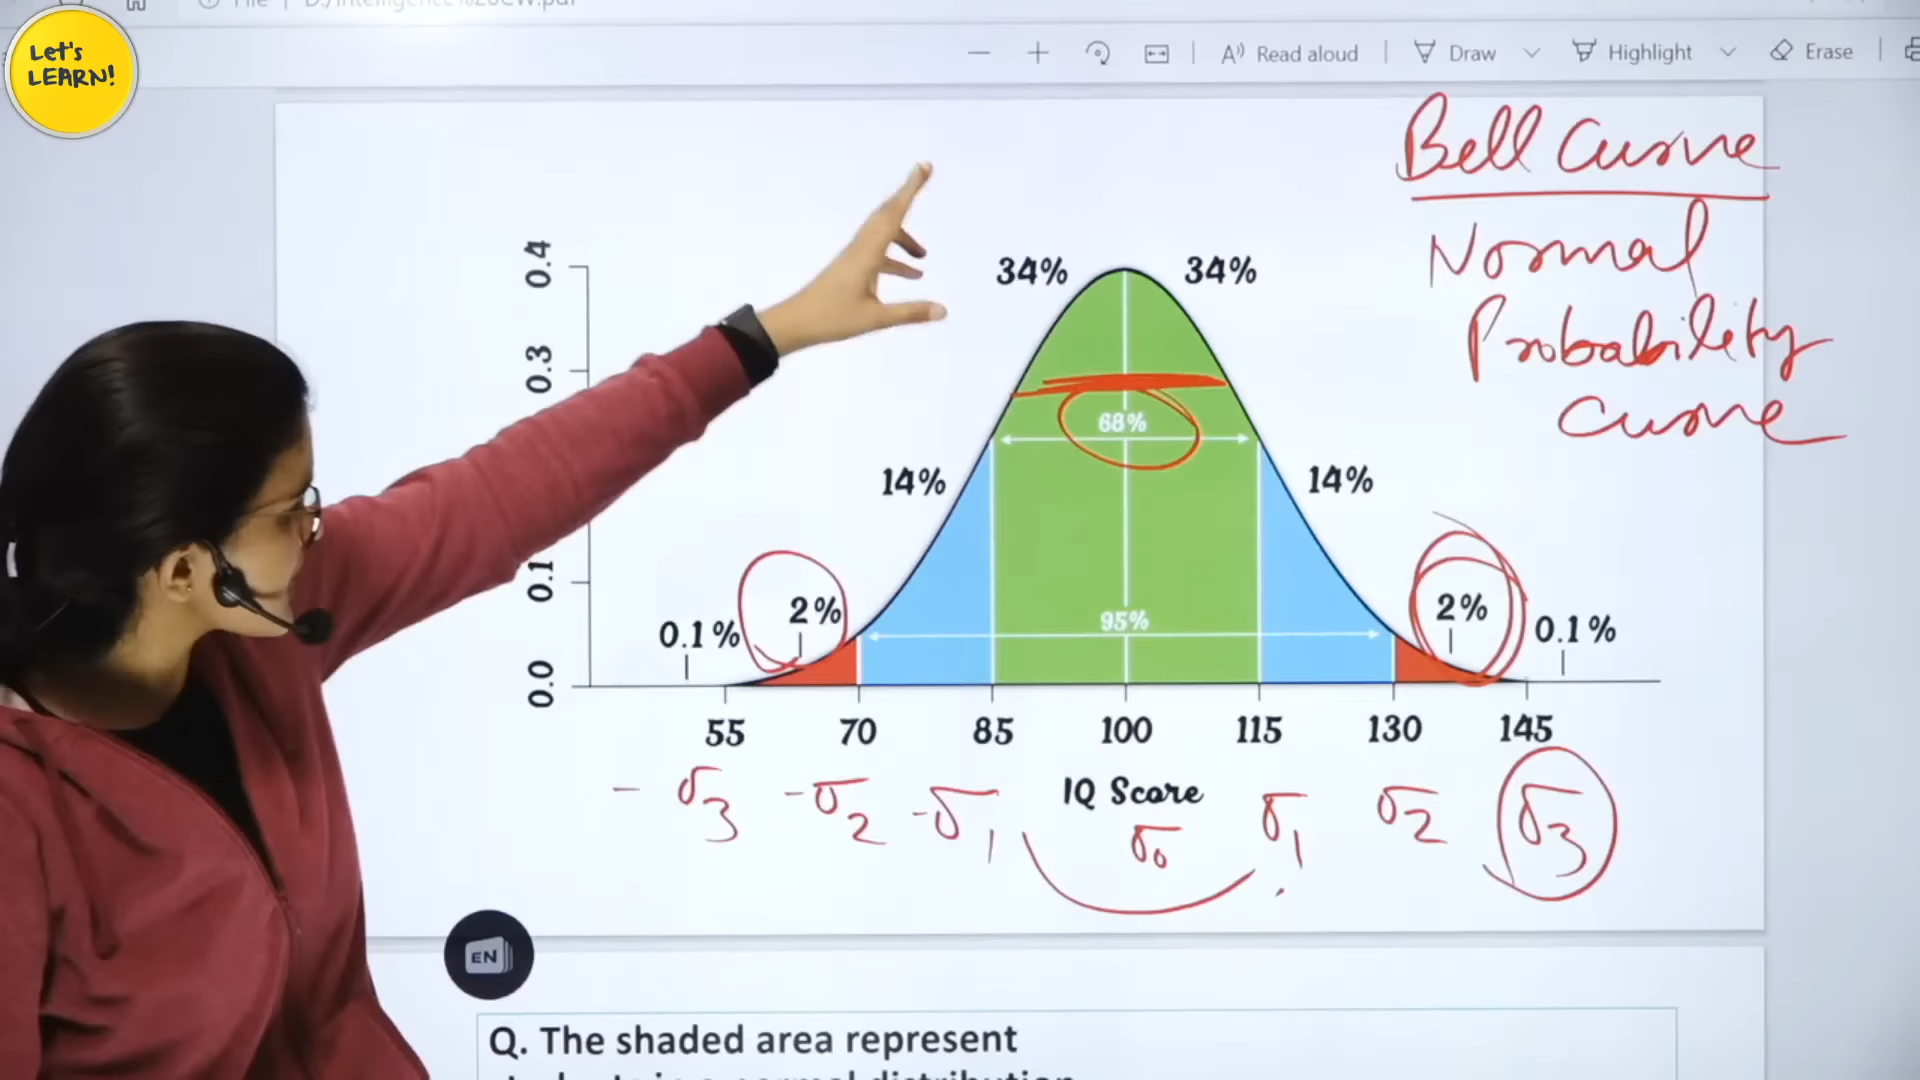 Let's
LEARN!
Read aloud
Draw
Highlight
Erase
Bell Curve
Normal
Probability
Curve
0.4
0.3
0.1
0.0
34%
34%
68%
14%
14%
95%
0.1%
2%
2%
0.1%
55 70 85 100 115 130 145
IQ Score
- σ3 -σ2 -σ1 σ0 σ1 σ2 σ3
EN
Q. The shaded area represent